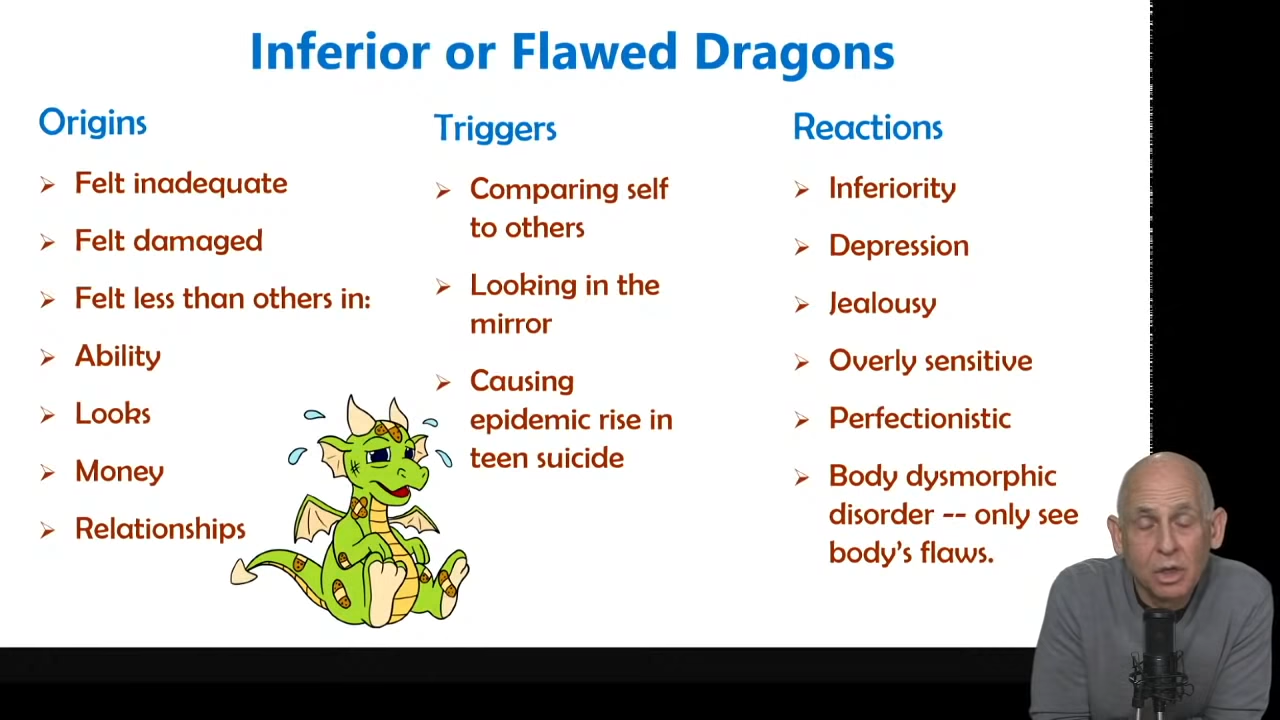 Inferior or Flawed Dragons
Origins
Felt inadequate
Felt damaged
Felt less than others in:
Ability
Looks
Money
Relationships
Triggers
Comparing self
to others
Looking in the
mirror
Causing
epidemic rise in
teen suicide
Reactions
Inferiority
Depression
Jealousy
Overly sensitive
Perfectionistic
Body dysmorphic
disorder -- only see
body's flaws.